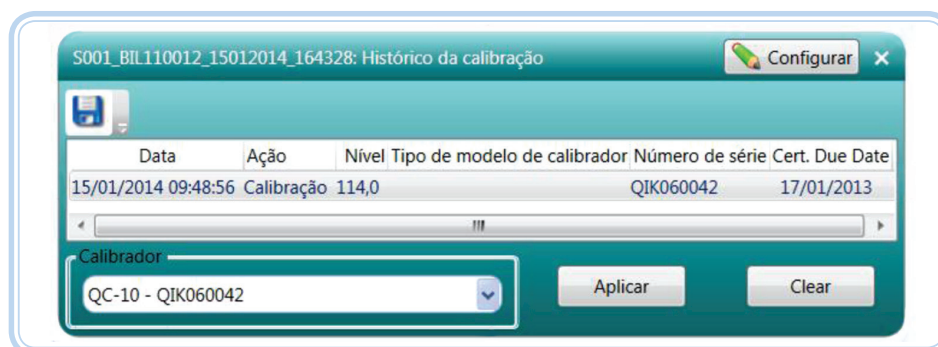 S001_BIL110012_15012014_164328: Histórico da calibração Configurar
Data Ação Nível Tipo de modelo de calibrador Número de série Cert. Due Date
15/01/2014 09:48:56 Calibração 114,0 QIK060042 17/01/2013
Calibrador
QC-10 - QIK060042 Aplicar Clear